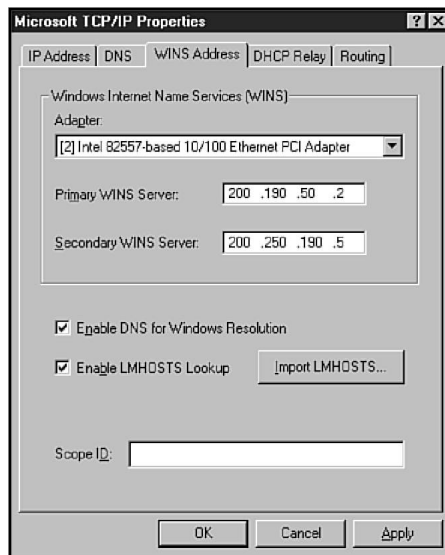 Microsoft TCP/IP Properties
IP Address DNS WINS Address DHCP Relay Routing
Windows Internet Name Services (WINS)
Adapter:
[2] Intel 82557-based 10/100 Ethernet PCI Adapter
Primary WINS Server: 200 .190 .50 .2
Secondary WINS Server: 200 .250 .190 .5
Enable DNS for Windows Resolution
Enable LMHOSTS Lookup Import LMHOSTS...
Scope ID:
OK Cancel Apply